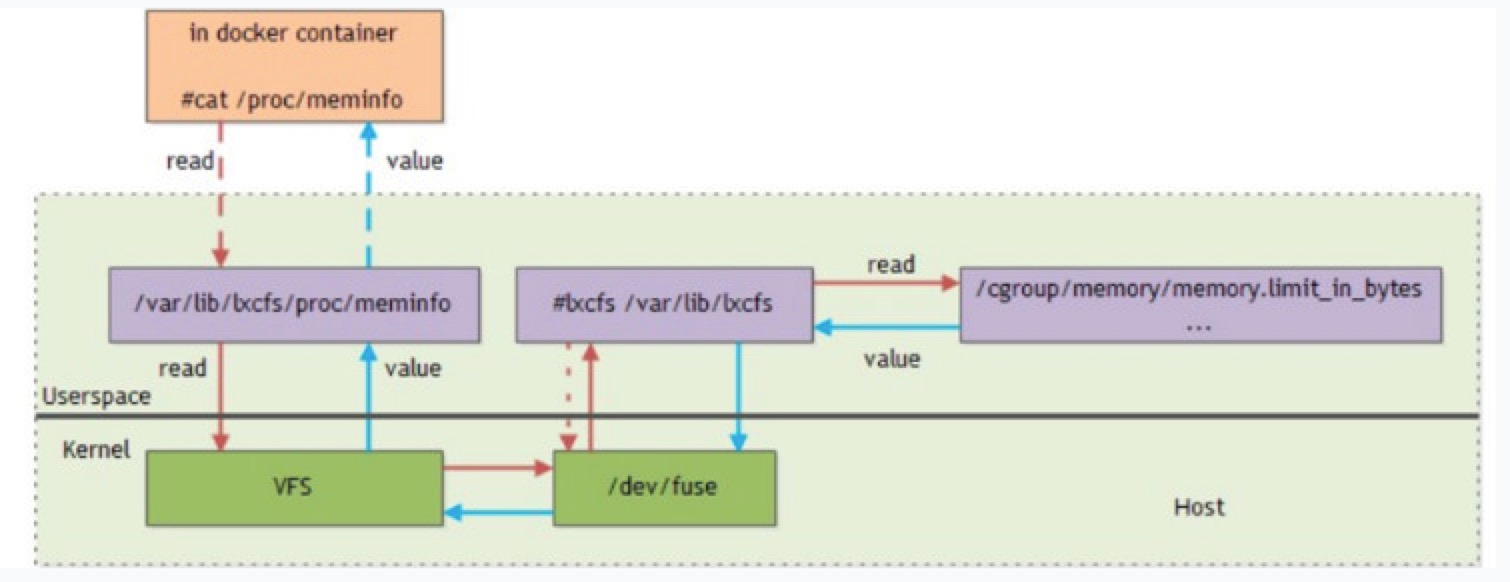 in docker container
#cat /proc/meminfo
read
value
/var/lib/lxcfs/proc/meminfo
#lxcfs /var/lib/lxcfs
read
/cgroup/memory/memory.limit_in_bytes
...
value
read
value
Userspace
Kernel
VFS
/dev/fuse
Host